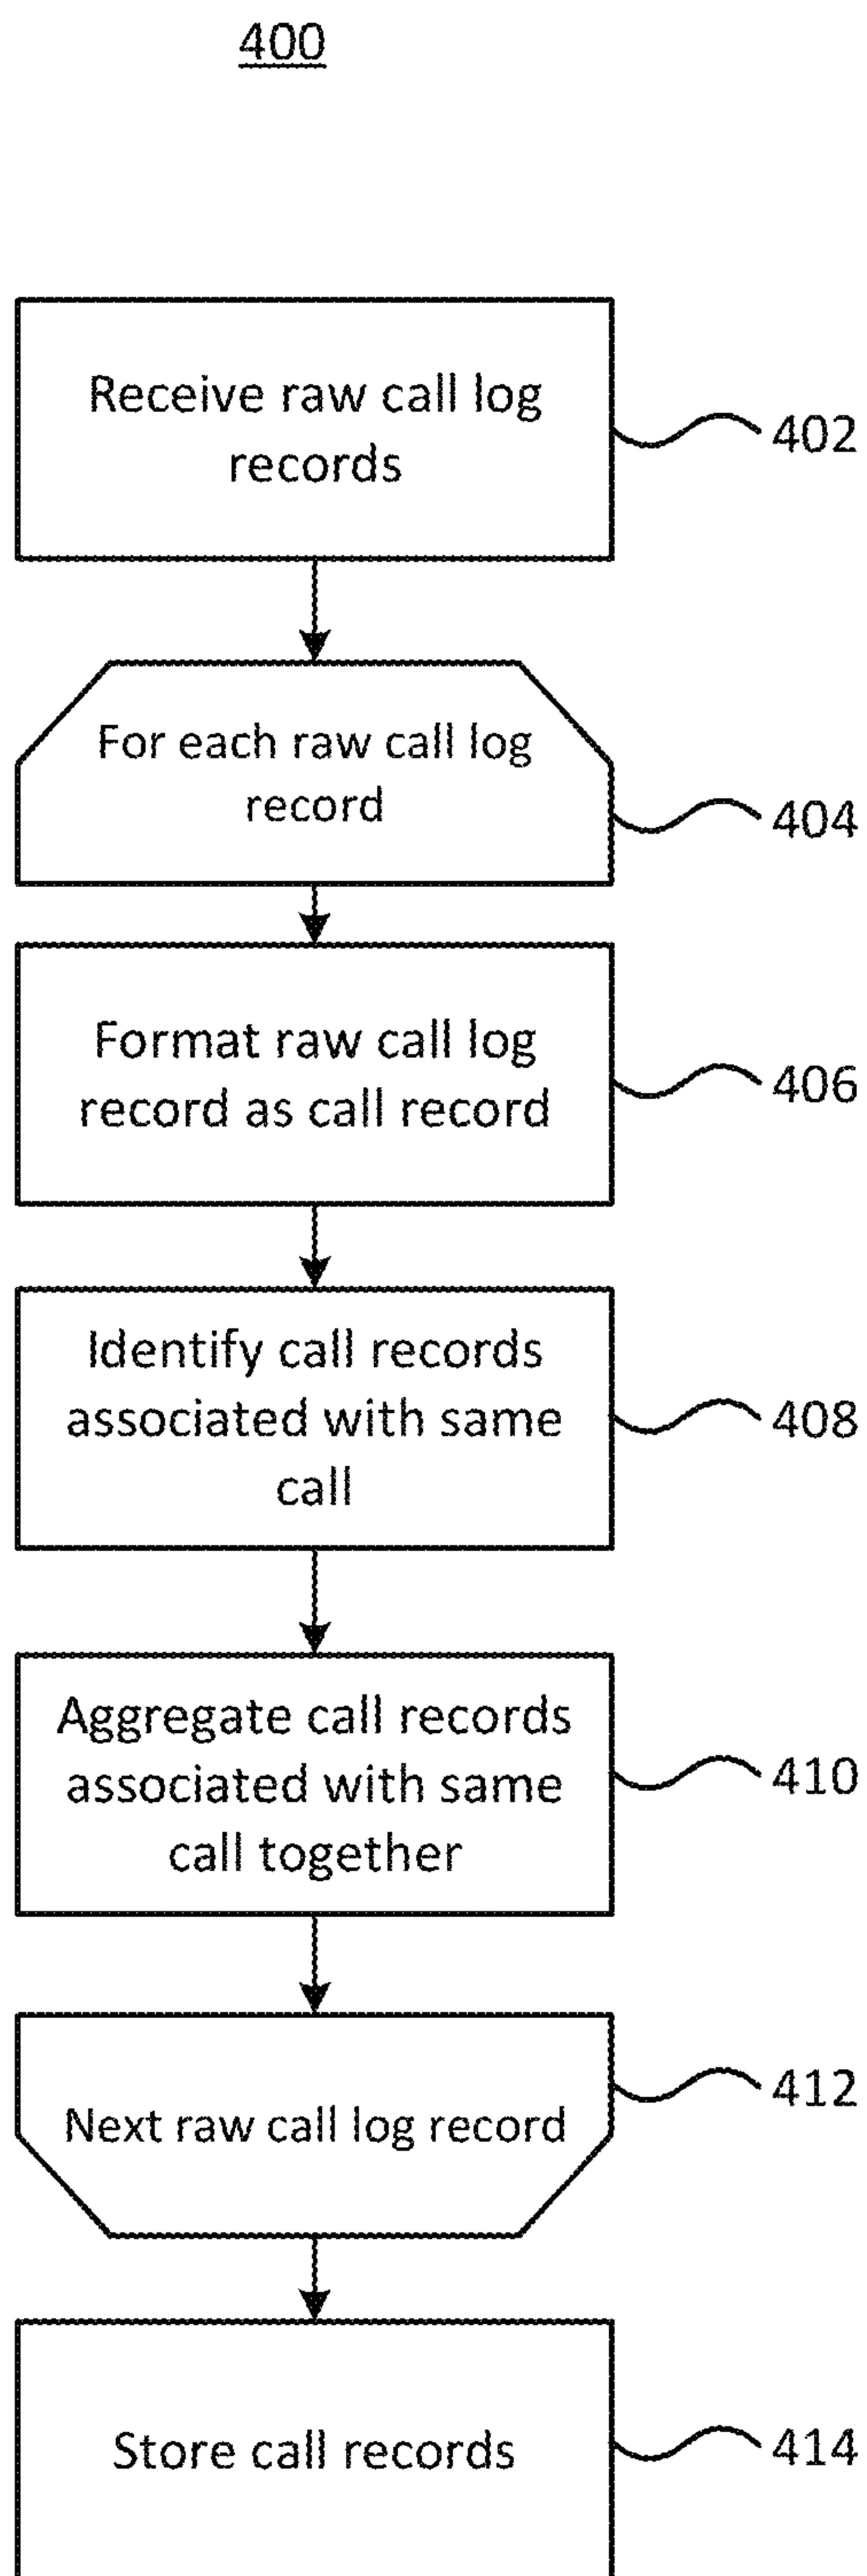 400
Receive raw call log
records
402
For each raw call log
record
404
Format raw call log
record as call record
406
Identify call records
associated with same
call
408
Aggregate call records
associated with same
call together
410
Next raw call log record
412
Store call records
414